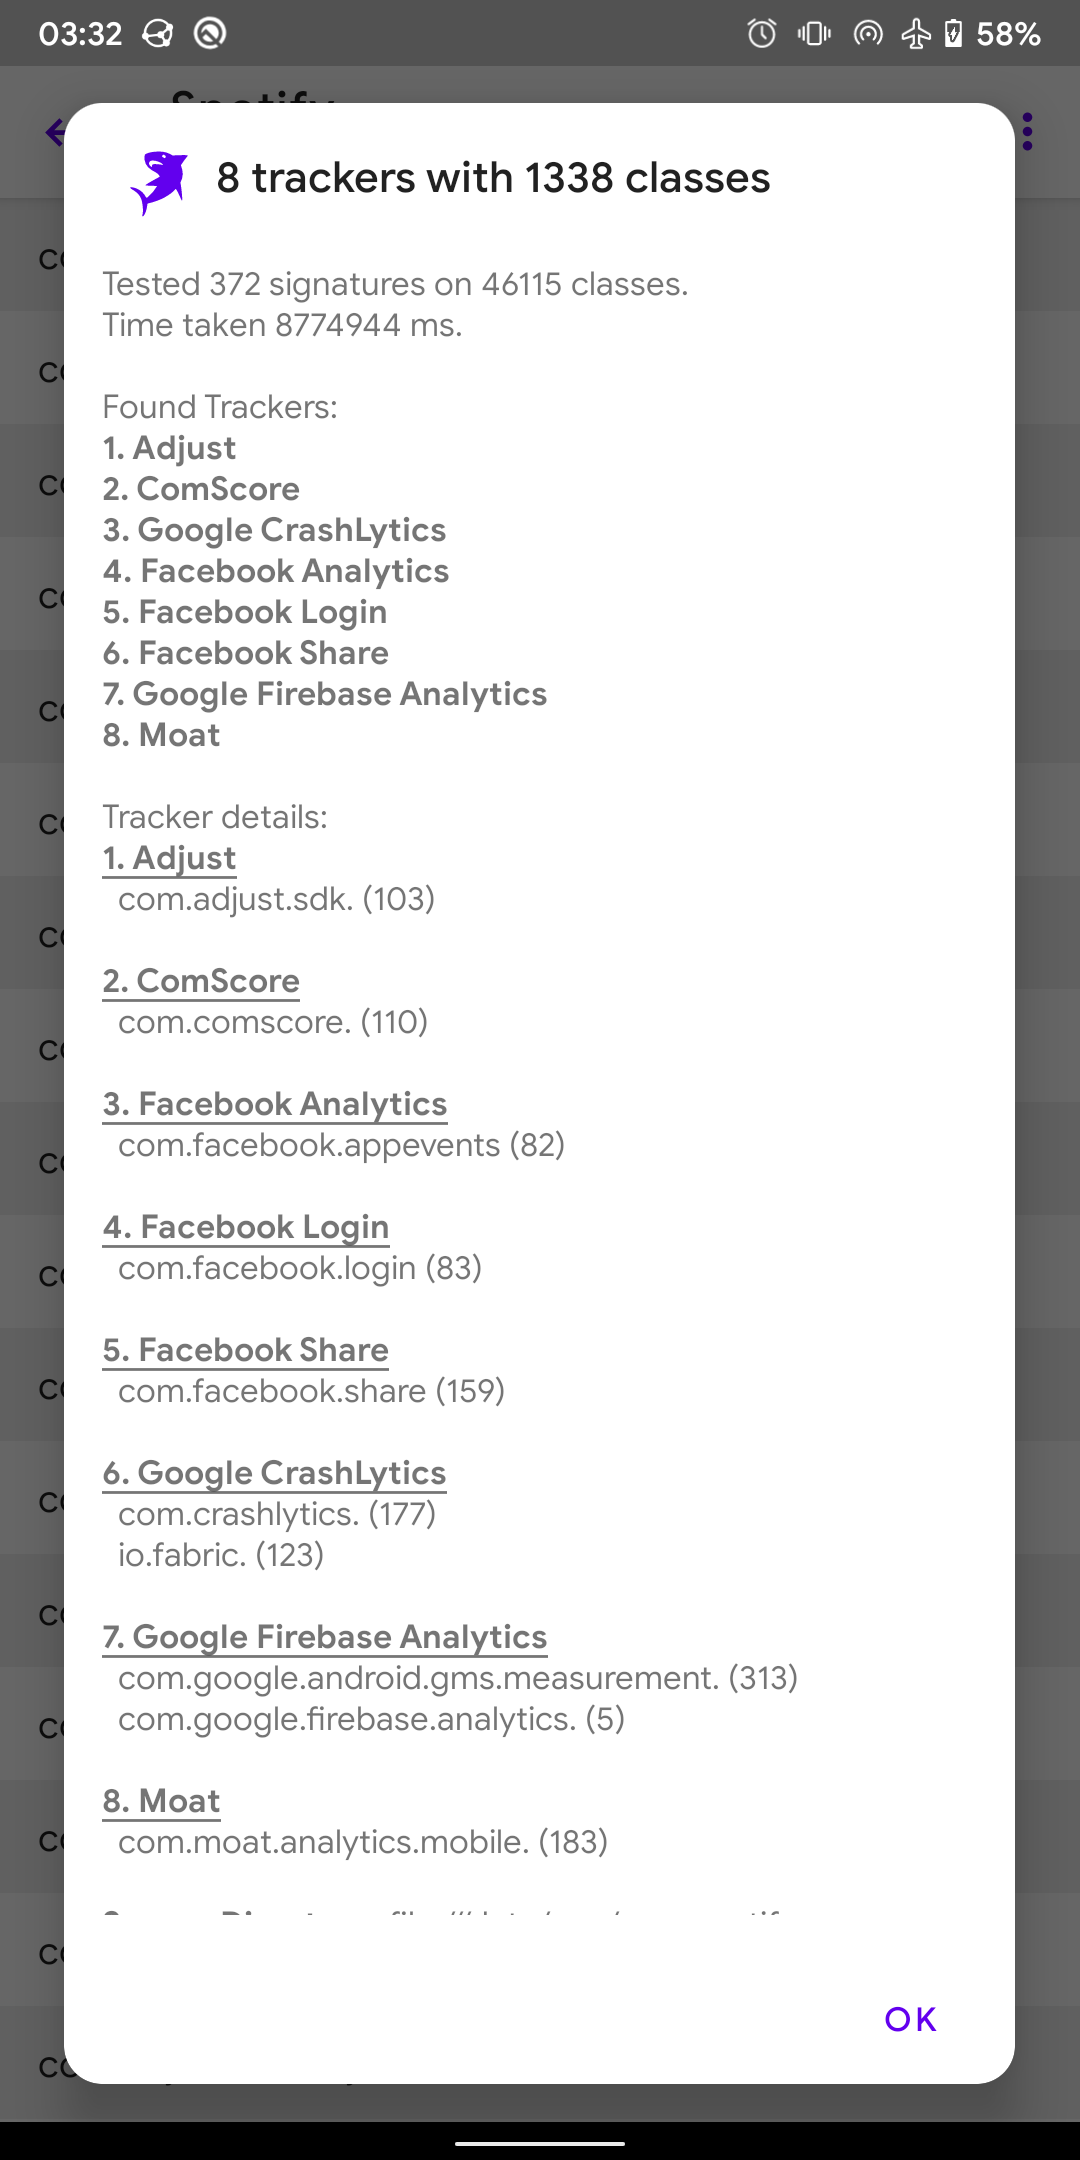 03:32
58%
Spotify
8 trackers with 1338 classes
Tested 372 signatures on 46115 classes.
Time taken 8774944 ms.
Found Trackers:
1. Adjust
2. ComScore
3. Google CrashLytics
4. Facebook Analytics
5. Facebook Login
6. Facebook Share
7. Google Firebase Analytics
8. Moat
Tracker details:
1. Adjust
com.adjust.sdk. (103)
2. ComScore
com.comscore. (110)
3. Facebook Analytics
com.facebook.appevents (82)
4. Facebook Login
com.facebook.login (83)
5. Facebook Share
com.facebook.share (159)
6. Google CrashLytics
com.crashlytics. (177)
io.fabric. (123)
7. Google Firebase Analytics
com.google.android.gms.measurement. (313)
com.google.firebase.analytics. (5)
8. Moat
com.moat.analytics.mobile. (183)
OK